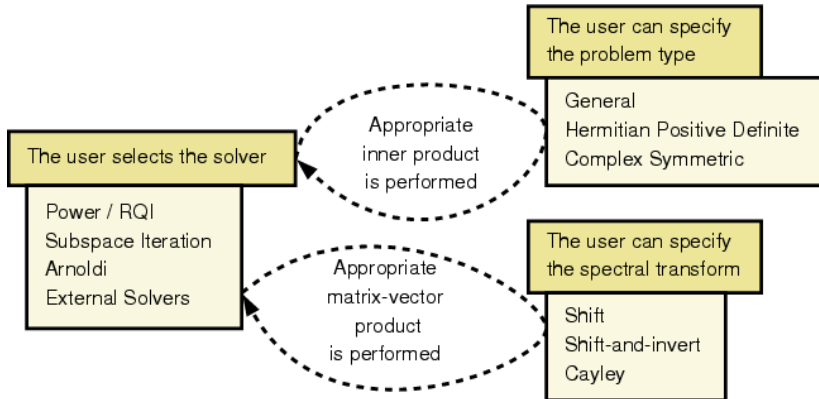 The user can specify
the problem type
General
Hermitian Positive Definite
Complex Symmetric
Appropriate
inner product
is performed
The user selects the solver
Power / RQI
Subspace Iteration
Arnoldi
External Solvers
Appropriate
matrix-vector
product
is performed
The user can specify
the spectral transform
Shift
Shift-and-invert
Cayley